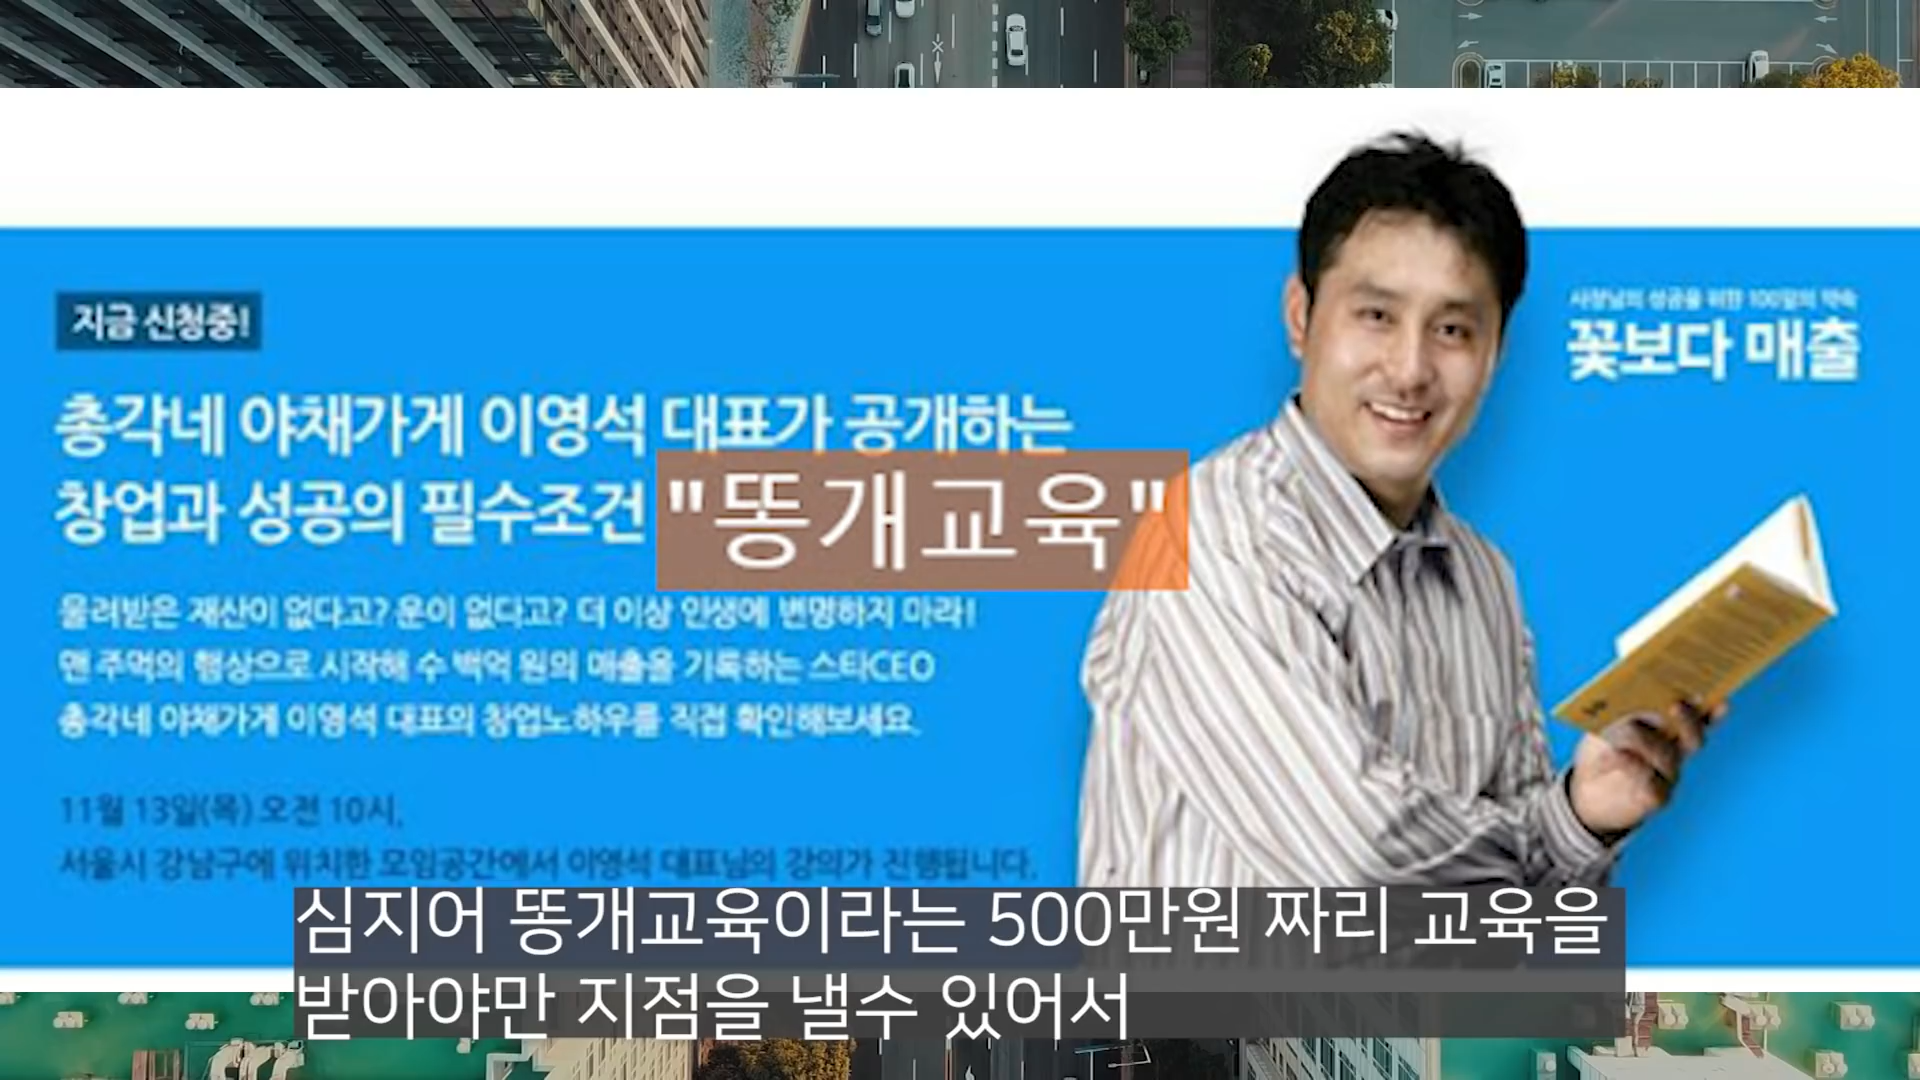 지금 신청중!
사장님의 성공을 위한 100일의 약속
꽃보다 매출
총각네 야채가게 이영석 대표가 공개하는
창업과 성공의 필수조건
"똥개교육"
물려받은 재산이 없다고? 운이 없다고? 더 이상 인생에 변명하지 마라!
맨 주먹의 행상으로 시작해 수 백억 원의 매출을 기록하는 스타CEO
총각네 야채가게 이영석 대표의 창업노하우를 직접 확인해보세요.
11월 13일(목) 오전 10시,
서울시 강남구에 위치한 모임공간에서 이영석 대표님의 강의가 진행됩니다.
심지어 똥개교육이라는 500만원 짜리 교육을
받아야만 지점을 낼수 있어서